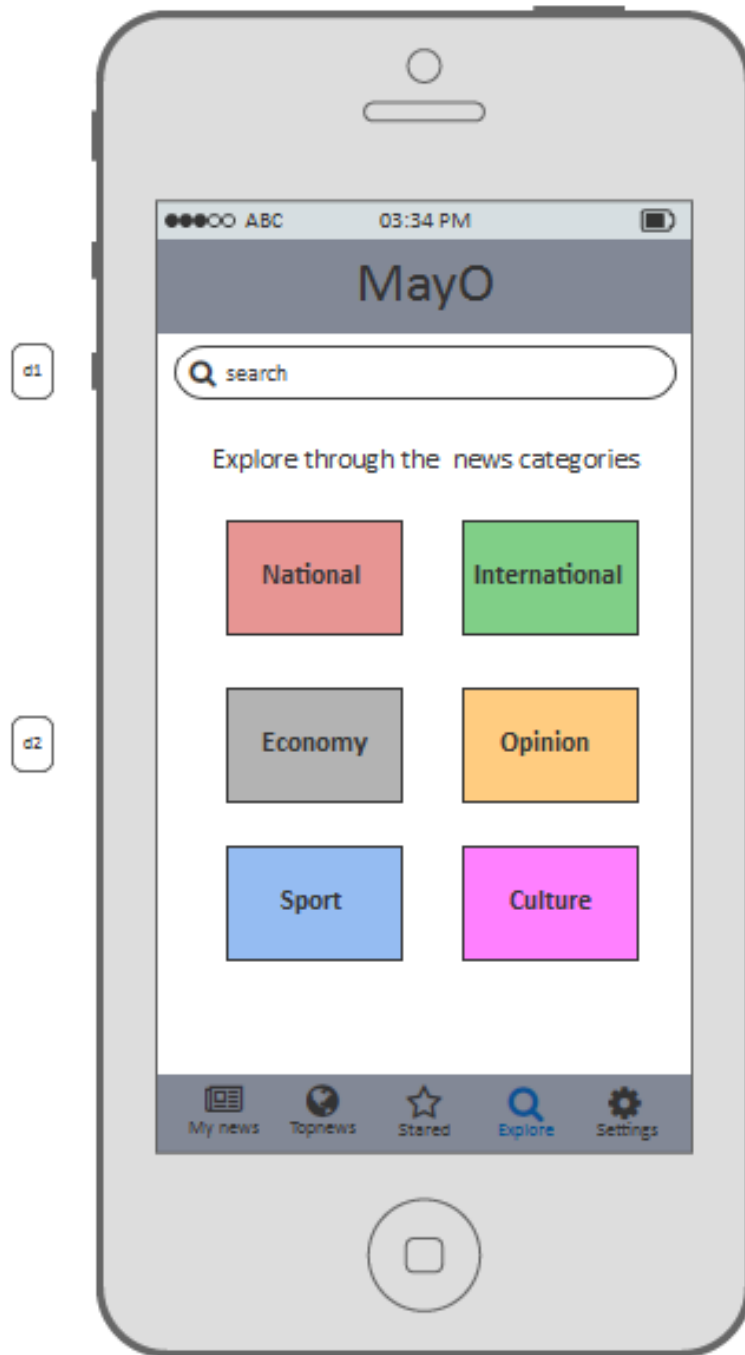 ABC 03:34 PM
MayO
d1
search
Explore through the news categories
National International
Economy Opinion
d2
Sport Culture
My news Topnews Stared Explore Settings